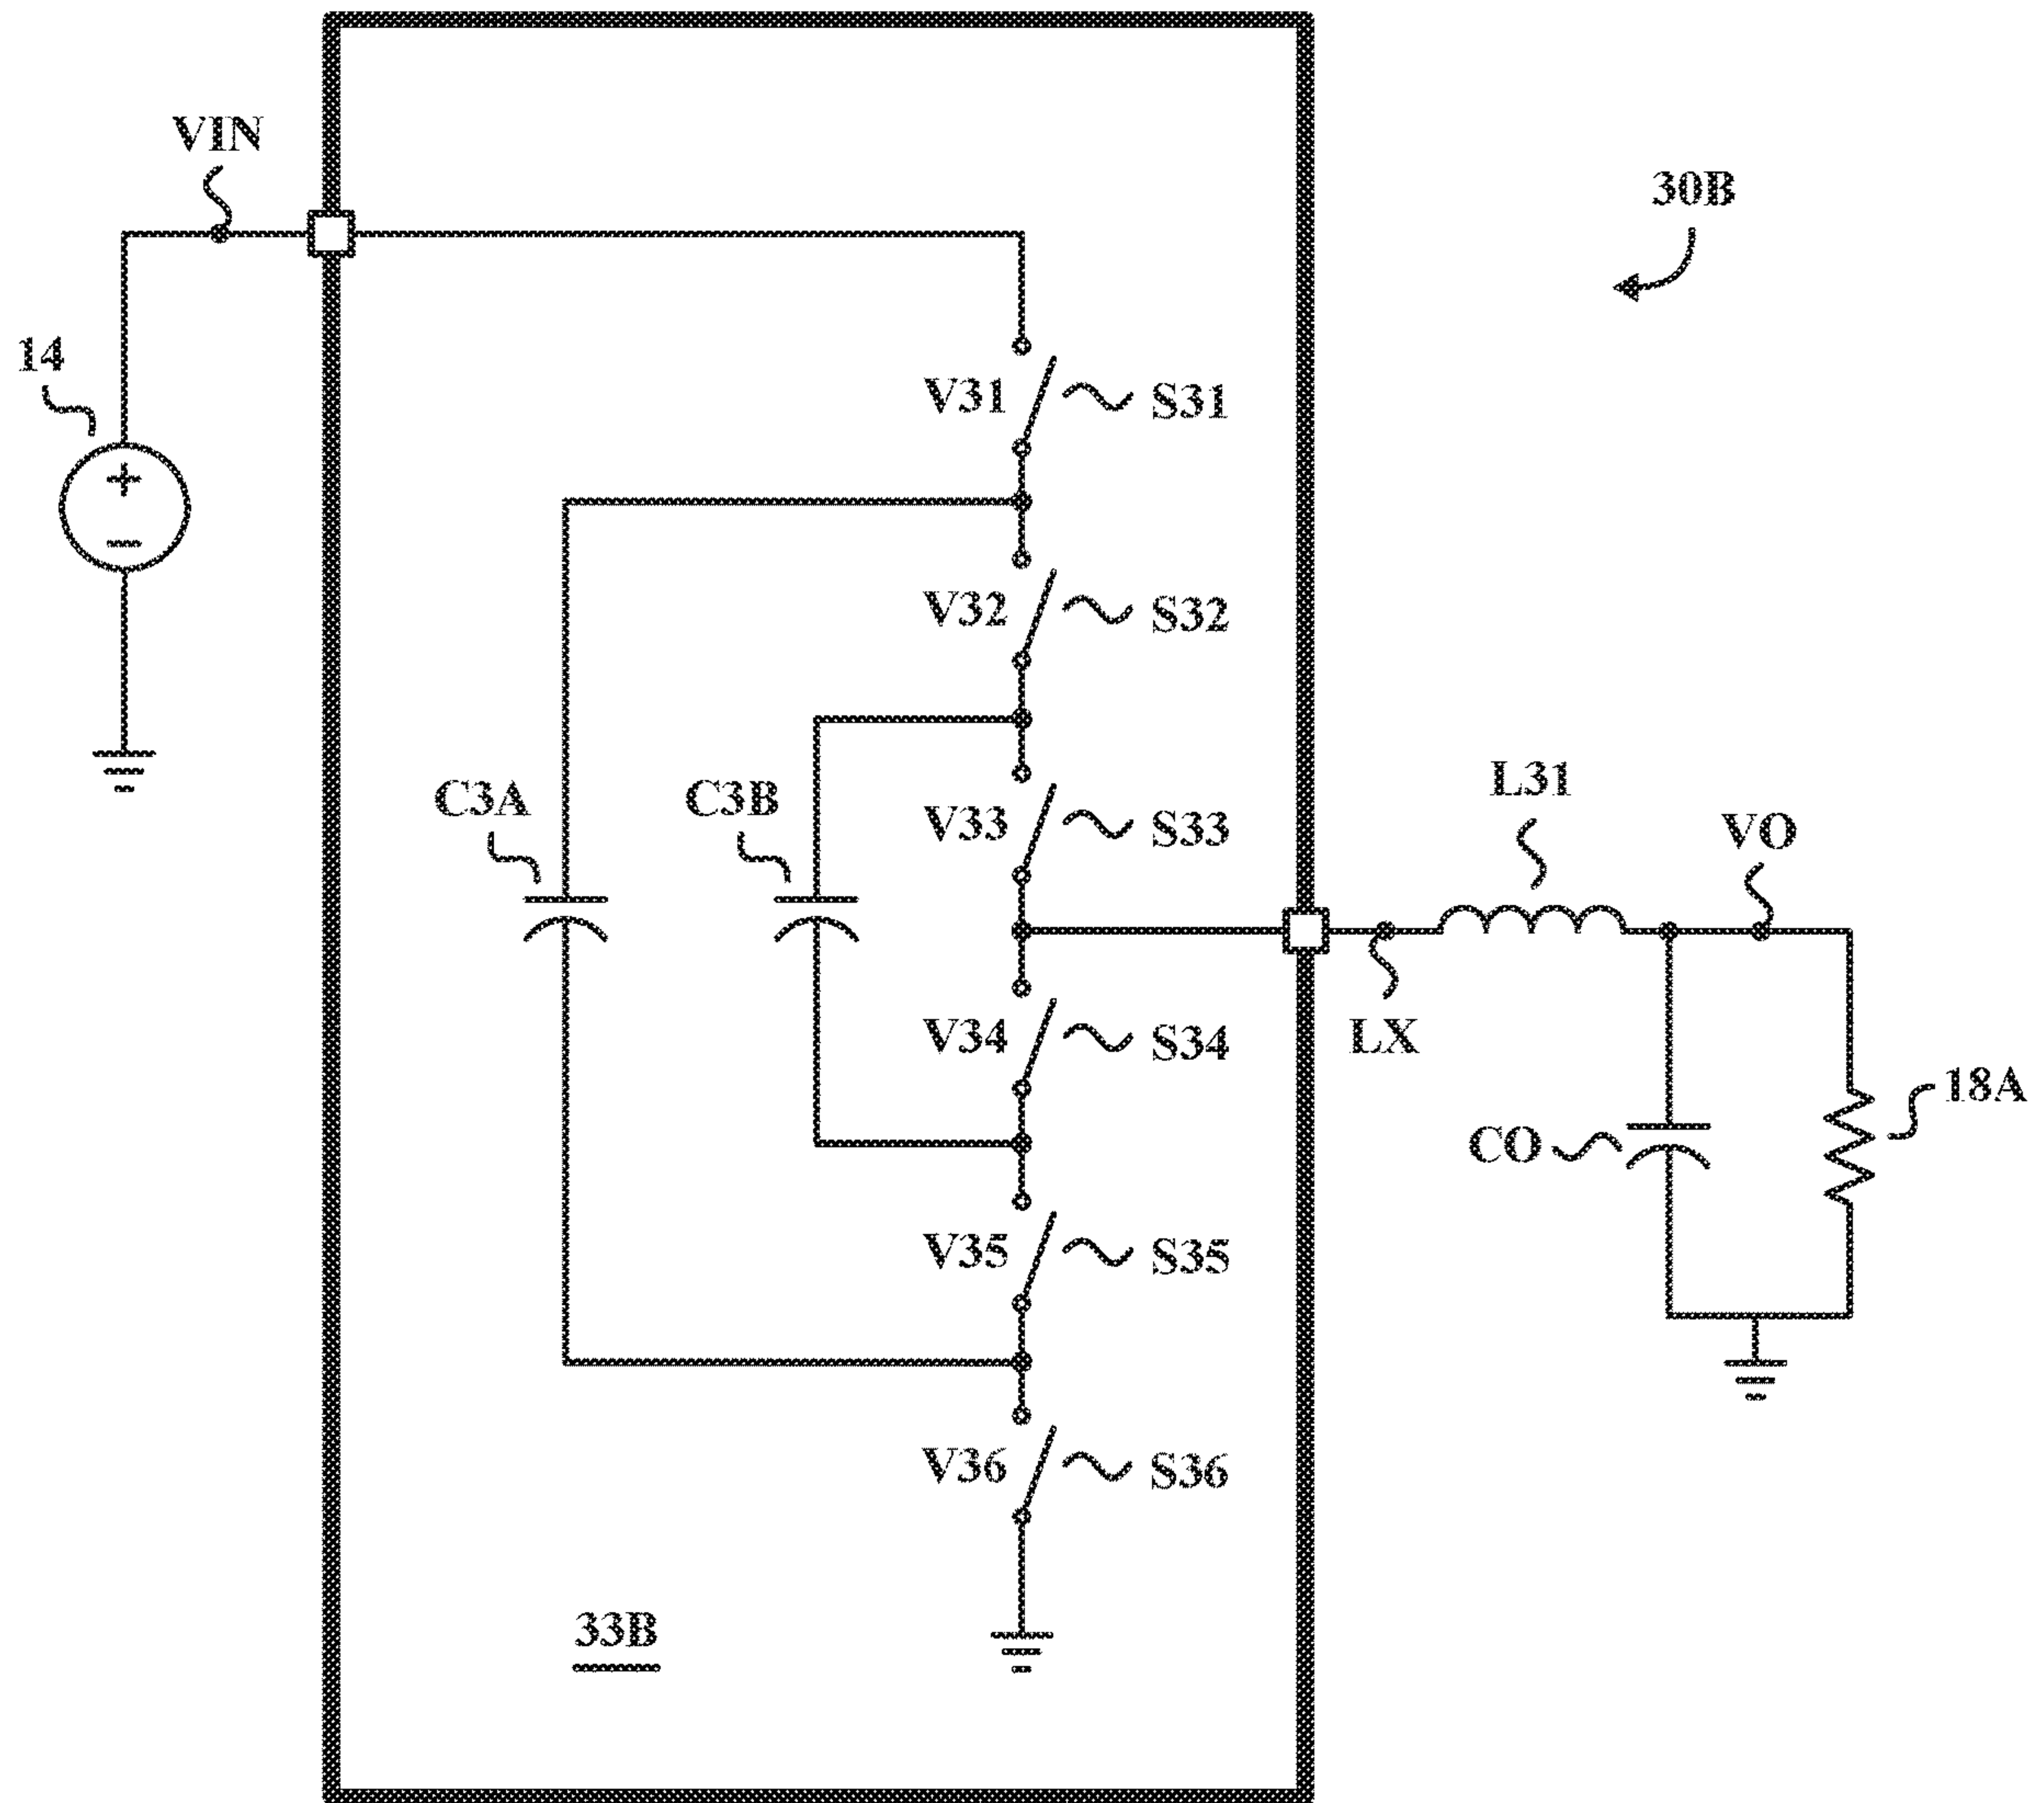 VIN
30B
14
V31 S31
V32 S32
C3A C3B V33 S33 L31 VO
LX
V34 S34 18A
CO
V35 S35
V36 S36
33B